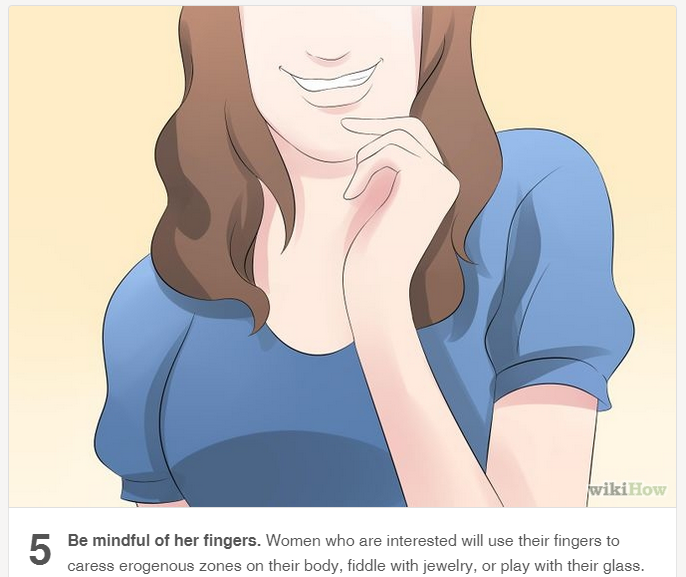 wikiHow
5 Be mindful of her fingers. Women who are interested will use their fingers to
caress erogenous zones on their body, fiddle with jewelry, or play with their glass.